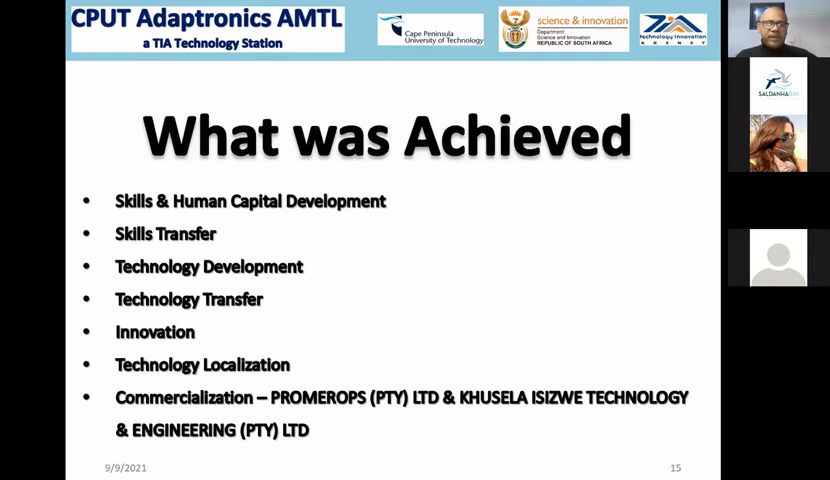 CPUT Adaptronics AMTL
a TIA Technology Station
Cape Peninsula
University of Technology
science & innovation
Department:
Science and Innovation
REPUBLIC OF SOUTH AFRICA
technology innovation
AGENCY
SALDANHABAY
What was Achieved
• Skills & Human Capital Development
• Skills Transfer
• Technology Development
• Technology Transfer
• Innovation
• Technology Localization
• Commercialization – PROMEROPS (PTY) LTD & KHUSELA ISIZWE TECHNOLOGY
& ENGINEERING (PTY) LTD
9/9/2021
15